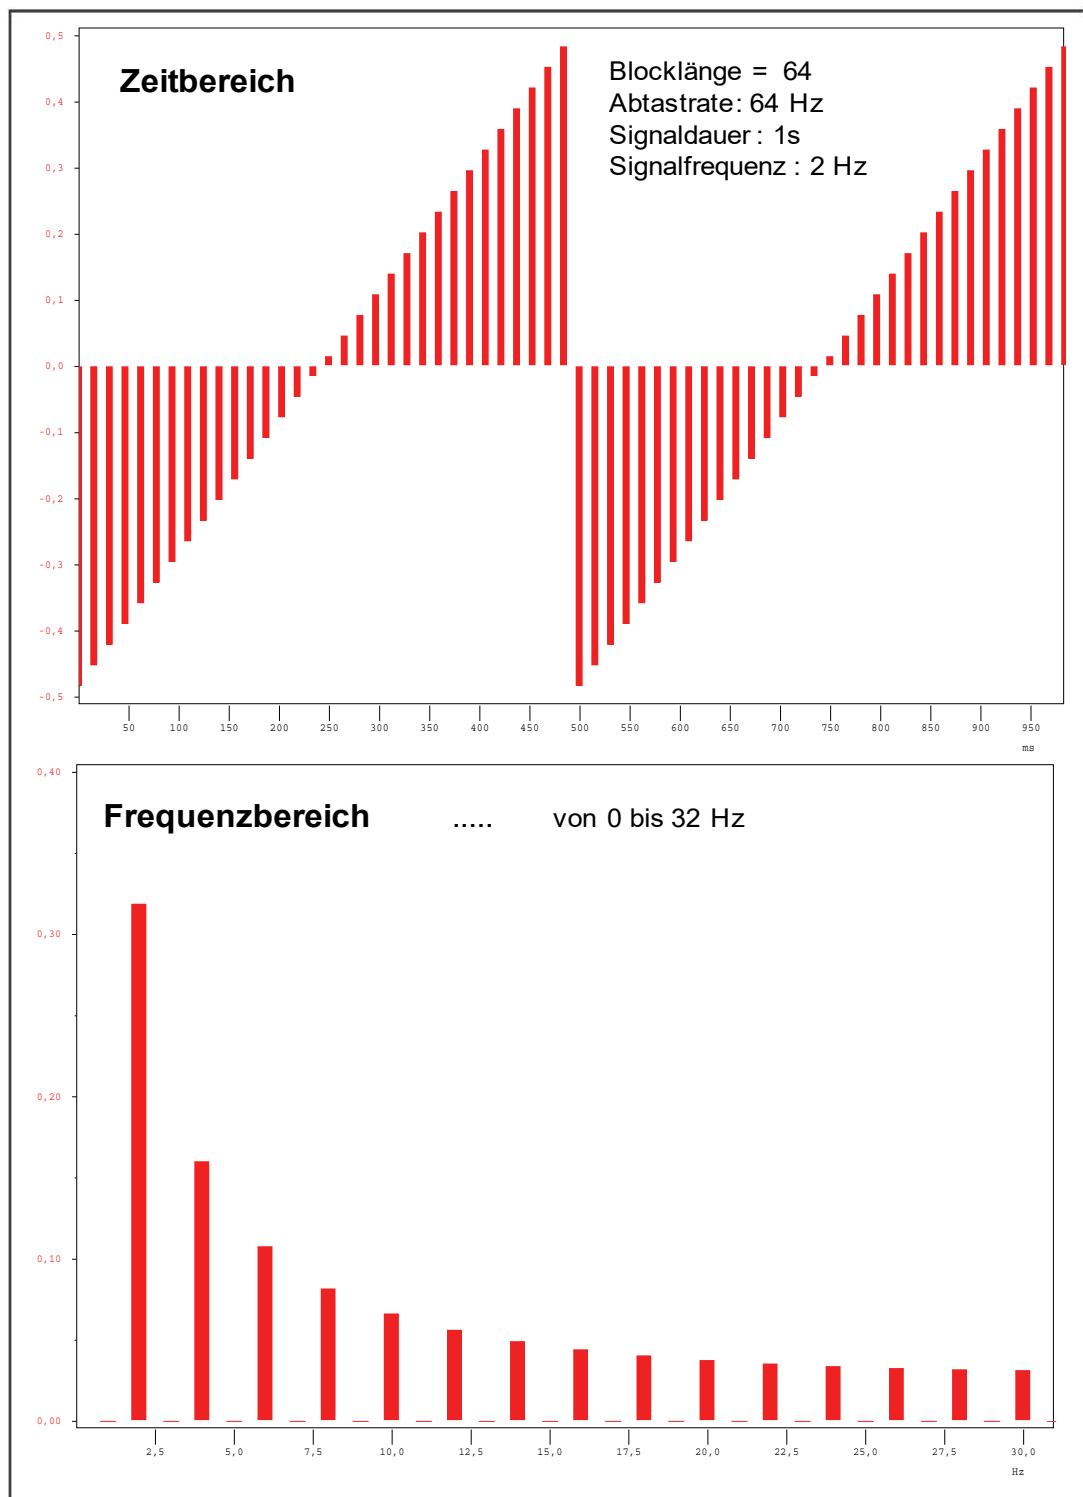 0,5
Zeitbereich
Blocklänge = 64
Abtastrate: 64 Hz
Signaldauer : 1s
Signalfrequenz : 2 Hz
0,4
0,3
0,2
0,1
0,0
-0,1
-0,2
-0,3
-0,4
-0,5
50 100 150 200 250 300 350 400 450 500 550 600 650 700 750 800 850 900 950
ms
0,40
Frequenzbereich ..... von 0 bis 32 Hz
0,30
0,20
0,10
0,00
2,5 5,0 7,5 10,0 12,5 15,0 17,5 20,0 22,5 25,0 27,5 30,0
Hz